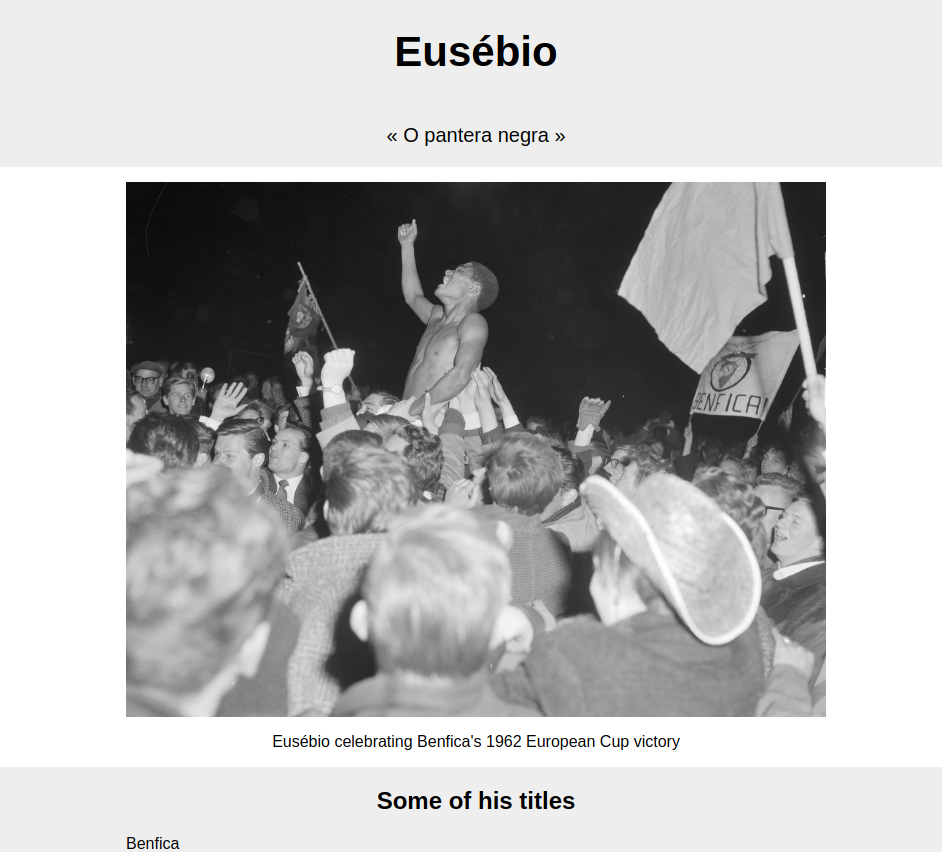 Eusébio
« O pantera negra »
BENFICA
Eusébio celebrating Benfica's 1962 European Cup victory
Some of his titles
Benfica